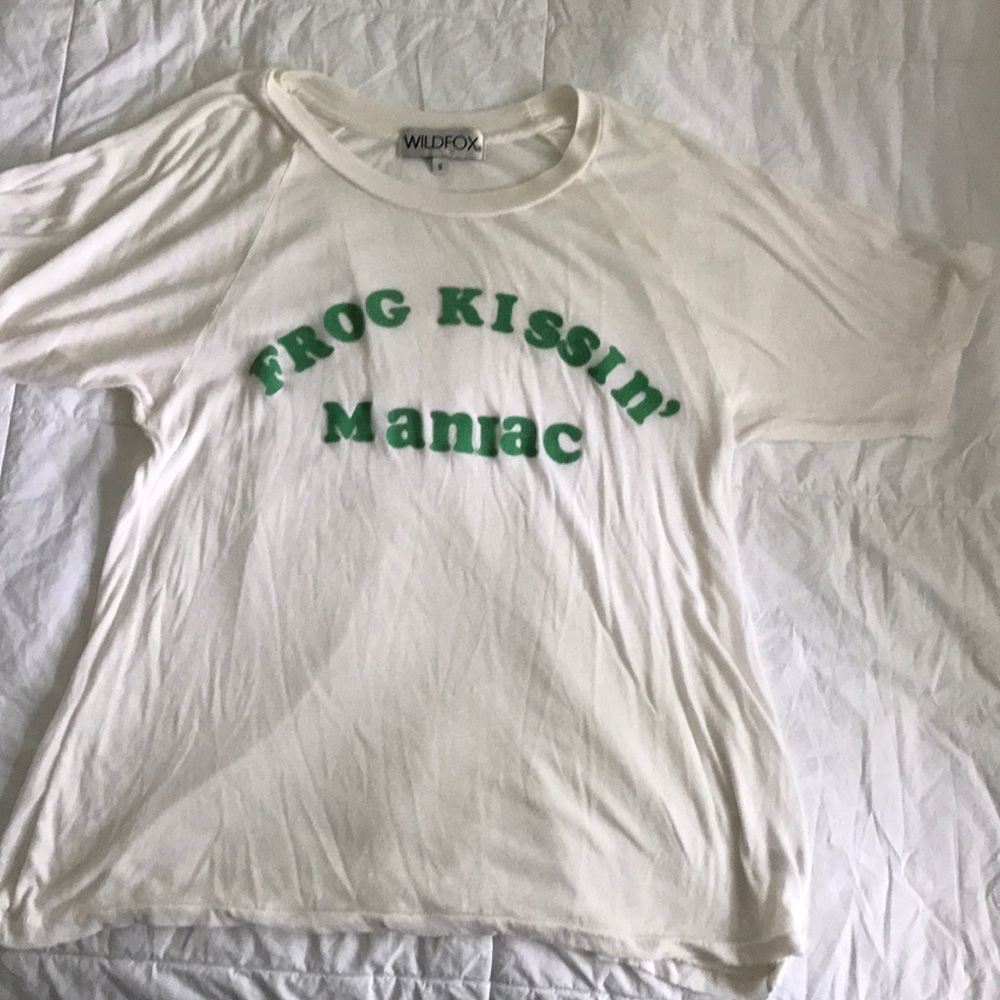 WILDFOX
S
FROG KISSIN'
Maniac